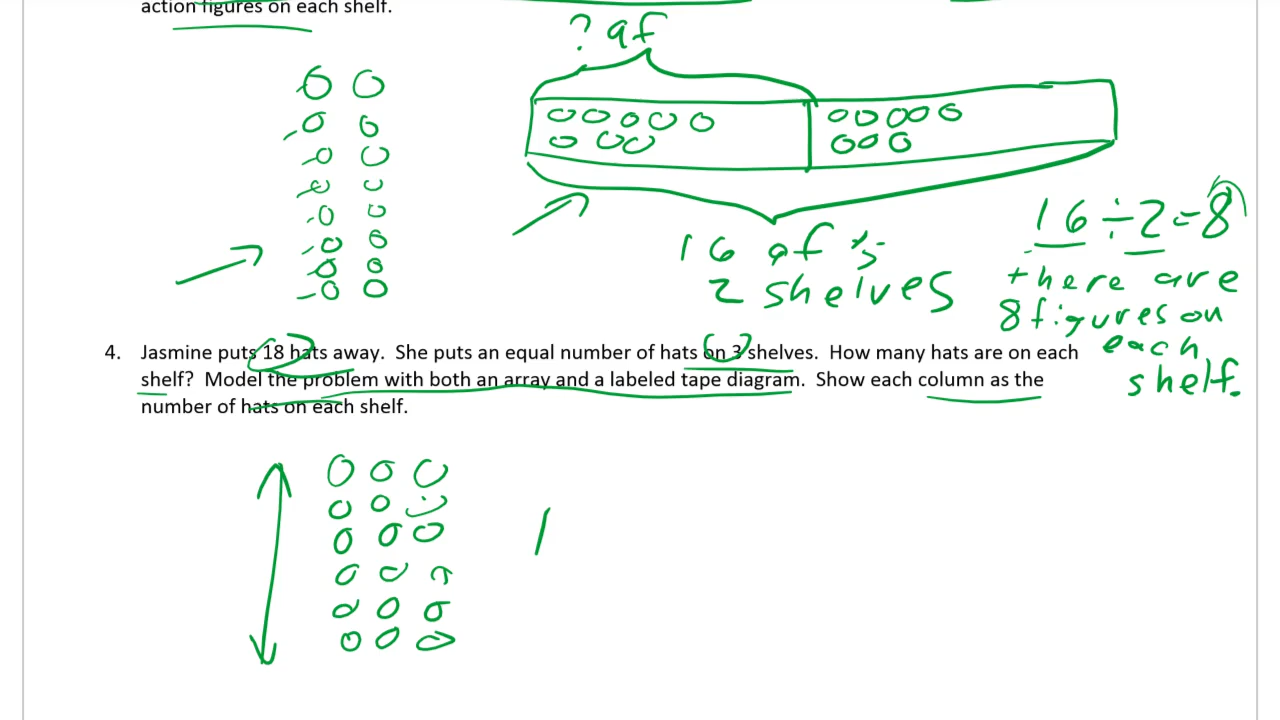 action figures on each shelf.
? af
16 af's
2 shelves
16 ÷ 2 = 8
there are
8 figures on
each
shelf.
4. Jasmine puts 18 hats away. She puts an equal number of hats on 3 shelves. How many hats are on each
shelf? Model the problem with both an array and a labeled tape diagram. Show each column as the
number of hats on each shelf.